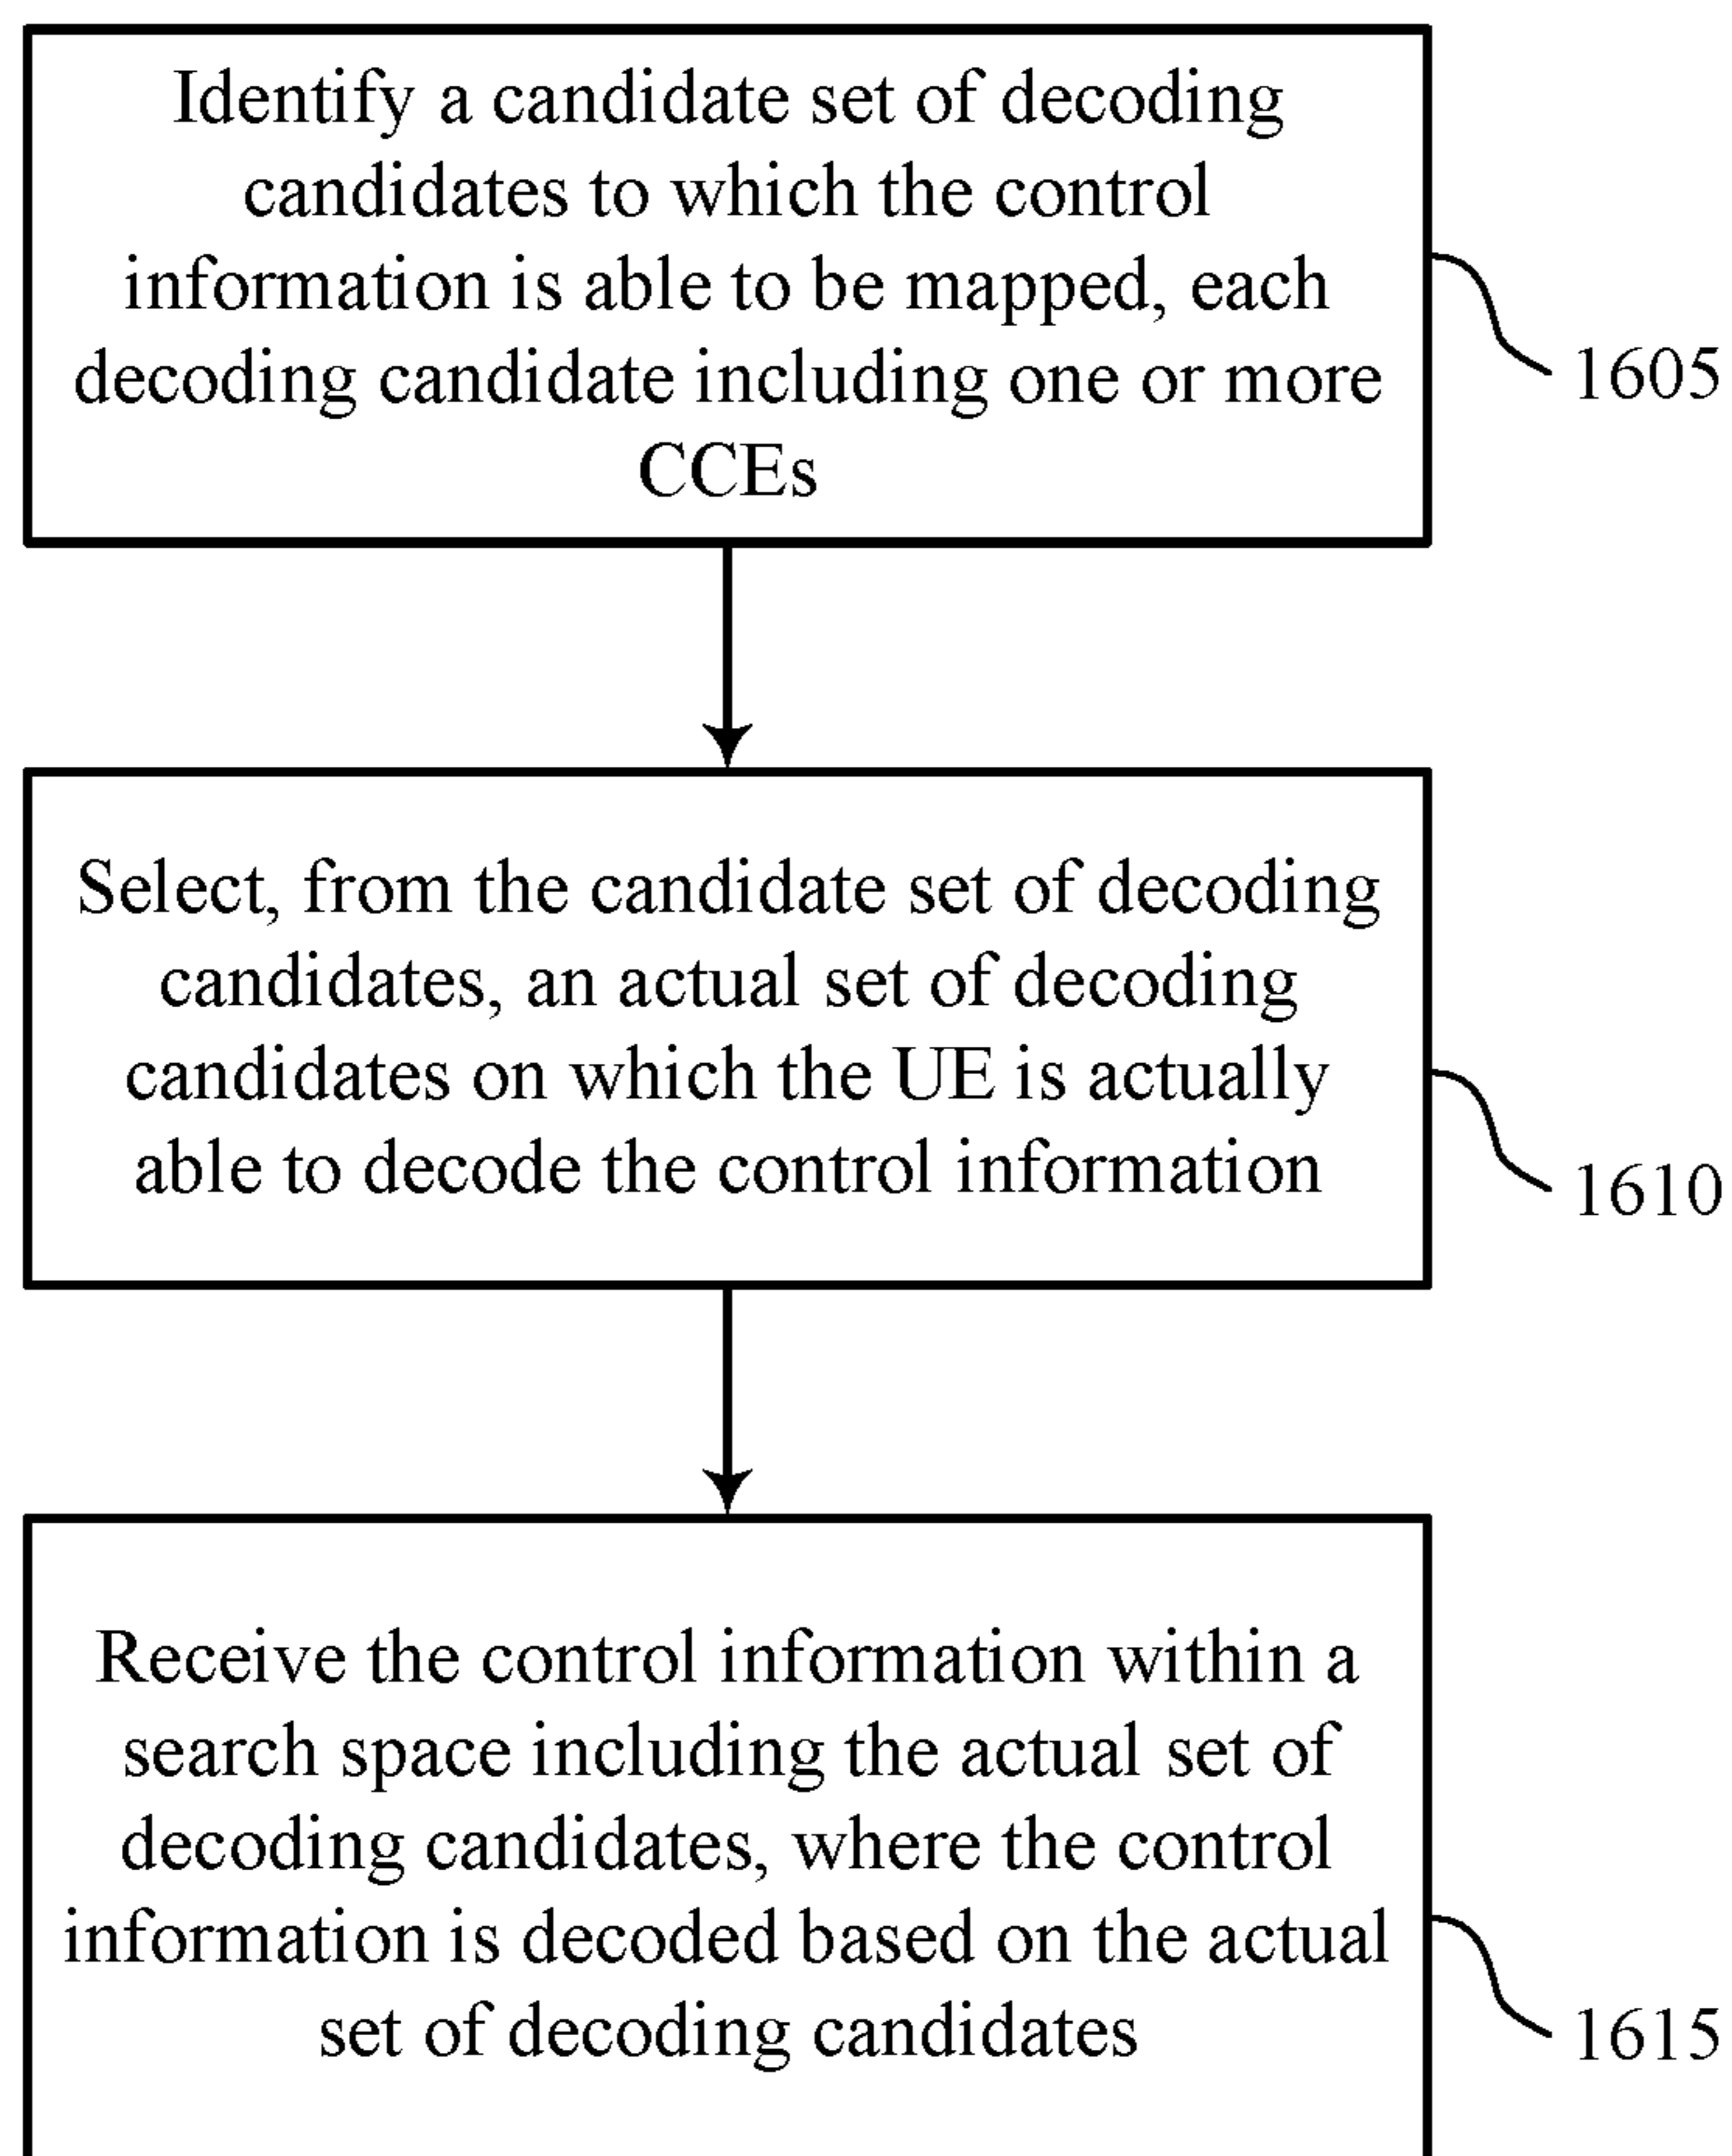 Identify a candidate set of decoding
candidates to which the control
information is able to be mapped, each
decoding candidate including one or more
CCEs
1605
Select, from the candidate set of decoding
candidates, an actual set of decoding
candidates on which the UE is actually
able to decode the control information
1610
Receive the control information within a
search space including the actual set of
decoding candidates, where the control
information is decoded based on the actual
set of decoding candidates
1615